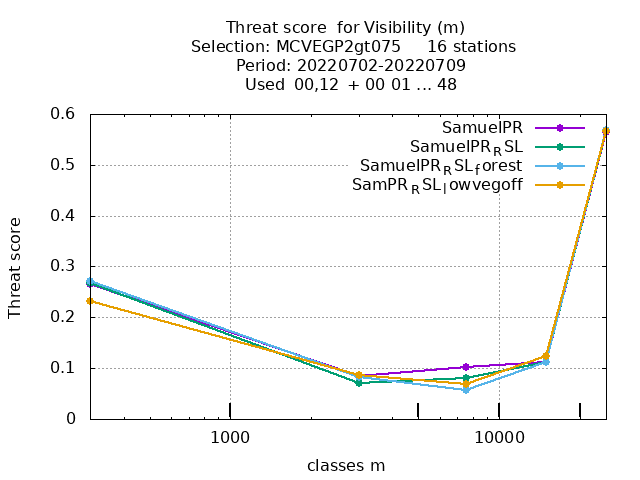 Threat score  for Visibility (m)
Selection: MCVEGP2gt075     16 stations
Period: 20220702-20220709
Used  00,12  + 00 01 ... 48
SamuelPR
SamuelPR_RSL
SamuelPR_RSL_forest
SamPR_RSL_lowvegoff
Threat score
0.6
0.5
0.4
0.3
0.2
0.1
0
1000
10000
classes m